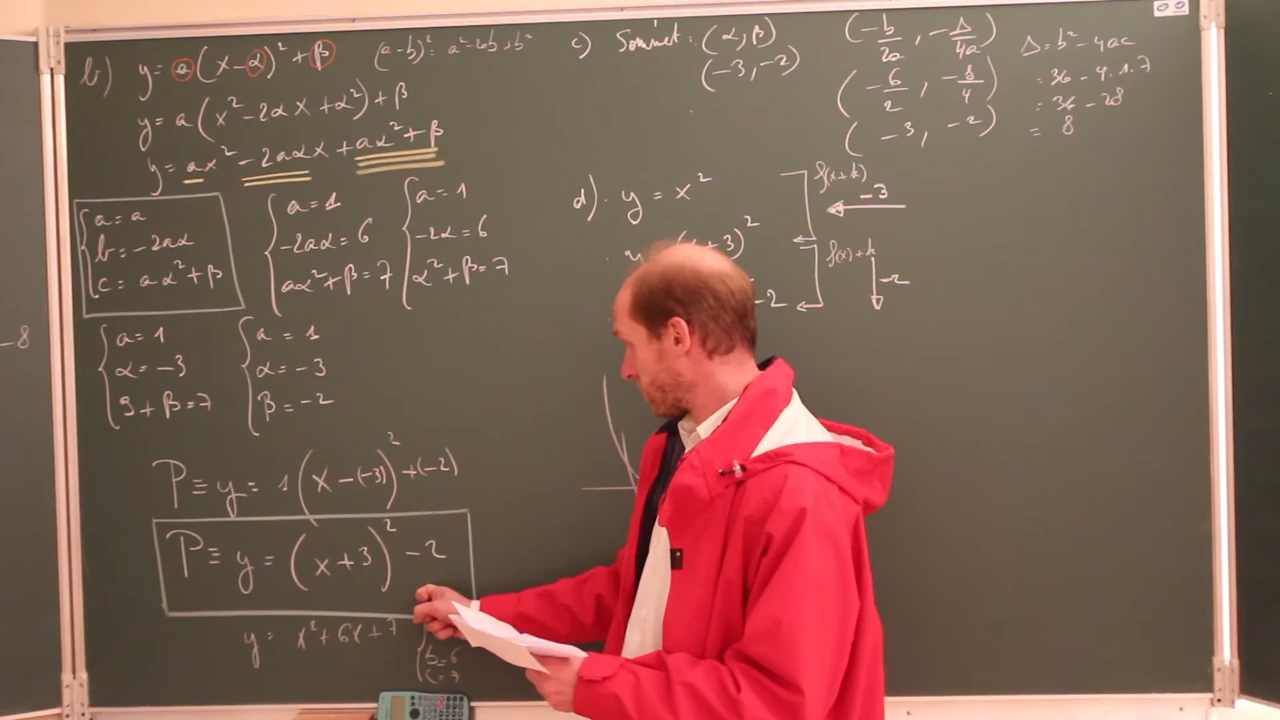 -8
b) y = a(x-α)² + β (a-b)² = a²-2ab+b²
y = a(x²-2αx+α²)+β
y = ax² -2aαx + aα²+β
{ a=a
b=-2aα
c= aα²+β
{ a=1
-2aα=6
aα²+β=7
{ a=1
-2α=6
α²+β=7
{ a=1
α=-3
9+β=7
{ a=1
α=-3
β=-2
P≡ y= 1(x-(-3))²+(-2)
P≡ y= (x+3)²-2
y= x²+6x+7
b=6
c=7
c) Sommet: (α,β)
(-3,-2)
(-b/2a, -Δ/4a)
(-6/2, -8/4)
(-3, -2)
Δ=b²-4ac
= 36-4.1.7
= 36-28
= 8
d) . y = x²
f(x+k)
-3
. y +3)²
f(x)+k
-2
-2